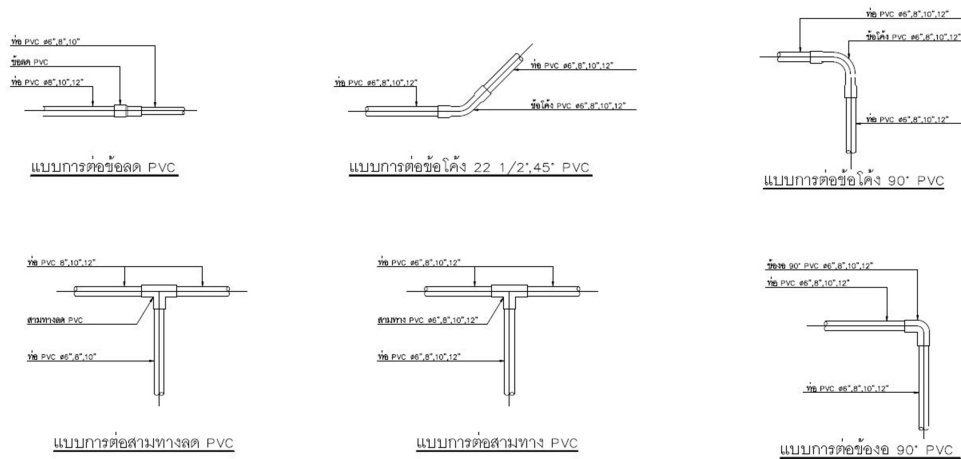 ท่อ PVC ø6",8",10"
ข้อลด PVC
ท่อ PVC ø8",10",12"
แบบการต่อข้อลด PVC
ท่อ PVC ø6",8",10",12"
ท่อ PVC ø6",8",10",12"
ข้อโค้ง PVC ø6",8",10",12"
แบบการต่อข้อโค้ง 22 1/2°,45° PVC
ท่อ PVC ø6",8",10",12"
ข้อโค้ง PVC ø6",8",10",12"
ท่อ PVC ø6",8",10",12"
แบบการต่อข้อโค้ง 90° PVC
ท่อ PVC 8",10",12"
สามทางลด PVC
ท่อ PVC ø6",8",10"
แบบการต่อสามทางลด PVC
ท่อ PVC ø6",8",10",12"
สามทาง PVC ø6",8",10",12"
ท่อ PVC ø6",8",10",12"
แบบการต่อสามทาง PVC
ข้องอ 90° PVC ø6",8",10",12"
ท่อ PVC ø6",8",10",12"
ท่อ PVC ø6",8",10",12"
แบบการต่อข้องอ 90° PVC